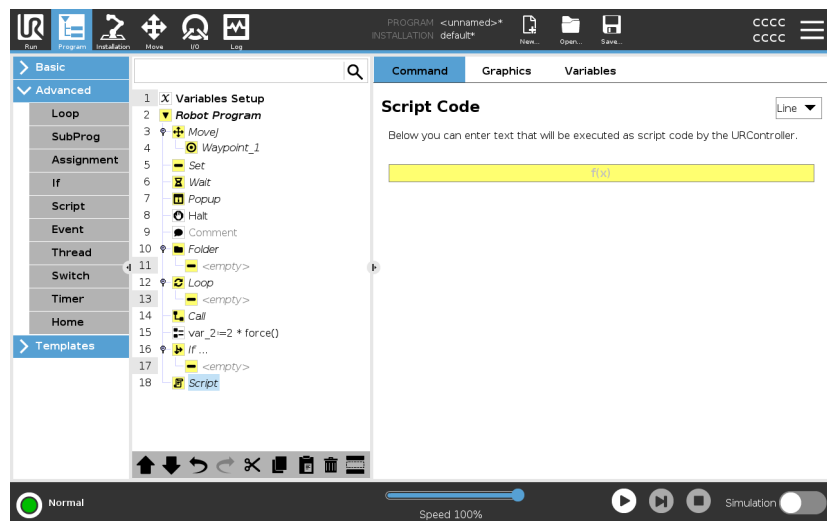 UR
Run
Program
Installation
Move
I/O
Log
PROGRAM <unnamed>*
INSTALLATION default*
New...
Open...
Save...
CCCC
CCCC
Basic
Advanced
Loop
SubProg
Assignment
If
Script
Event
Thread
Switch
Timer
Home
Templates
1 X Variables Setup
2 Robot Program
3 MoveJ
4 Waypoint_1
5 Set
6 Wait
7 Popup
8 Halt
9 Comment
10 Folder
11 <empty>
12 Loop
13 <empty>
14 Call
15 var_2:=2 * force()
16 If ...
17 <empty>
18 Script
Command Graphics Variables
Script Code
Line
Below you can enter text that will be executed as script code by the URController.
f(x)
Normal
Speed 100%
Simulation